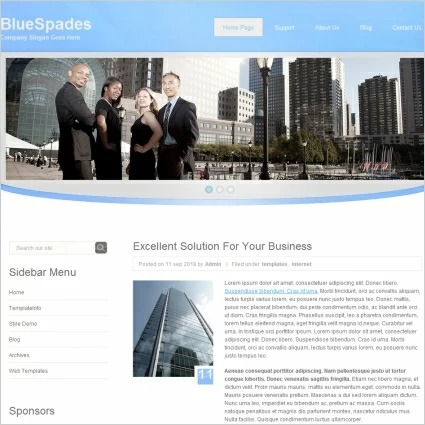 BlueSpades
Company Slogan Goes Here
Home Page
Support
About Us
Blog
Contact Us
Search our site
Sidebar Menu
Home
TemplateInfo
Style Demo
Blog
Archives
Web Templates
Sponsors
Excellent Solution For Your Business
Posted on 11 sep 2019 by Admin | Filed under templates, internet
11
Lorem ipsum dolor sit amet, consectetuer adipiscing elit. Donec libero.
Suspendisse bibendum. Cras id urna. Morbi tincidunt, orci ac convallis aliquam,
lectus turpis varius lorem, eu posuere nunc justo tempus leo. Donec mattis,
purus nec placerat bibendum, dui pede condimentum odio, ac blandit ante orci
ut diam. Cras fringilla magna. Phasellus suscipit, leo a pharetra condimentum,
lorem tellus eleifend magna, eget fringilla velit magna id neque. Curabitur vel
urna. In tristique orci porttitor ipsum. Lorem ipsum dolor sit amet, consectetuer
adipiscing elit. Donec libero. Suspendisse bibendum. Cras id urna. Morbi
tincidunt, orci ac convallis aliquam, lectus turpis varius lorem, eu posuere nunc
justo tempus leo.
Aenean consequat porttitor adipiscing. Nam pellentesque justo ut tortor
congue lobortis. Donec venenatis sagittis fringilla. Etiam nec libero magna, et
dictum velit. Proin mauris mauris, mattis eu elementum eget, commodo in nulla.
Mauris posuere venenatis pretium. Maecenas a dui sed lorem aliquam dictum.
Nunc urna leo, imperdiet eu bibendum ac, pretium ac massa. Cum sociis
natoque penatibus et magnis dis parturient montes, nascetur ridiculus mus.
Nulla facilisi. Quisque condimentum luctus ullamcorper.